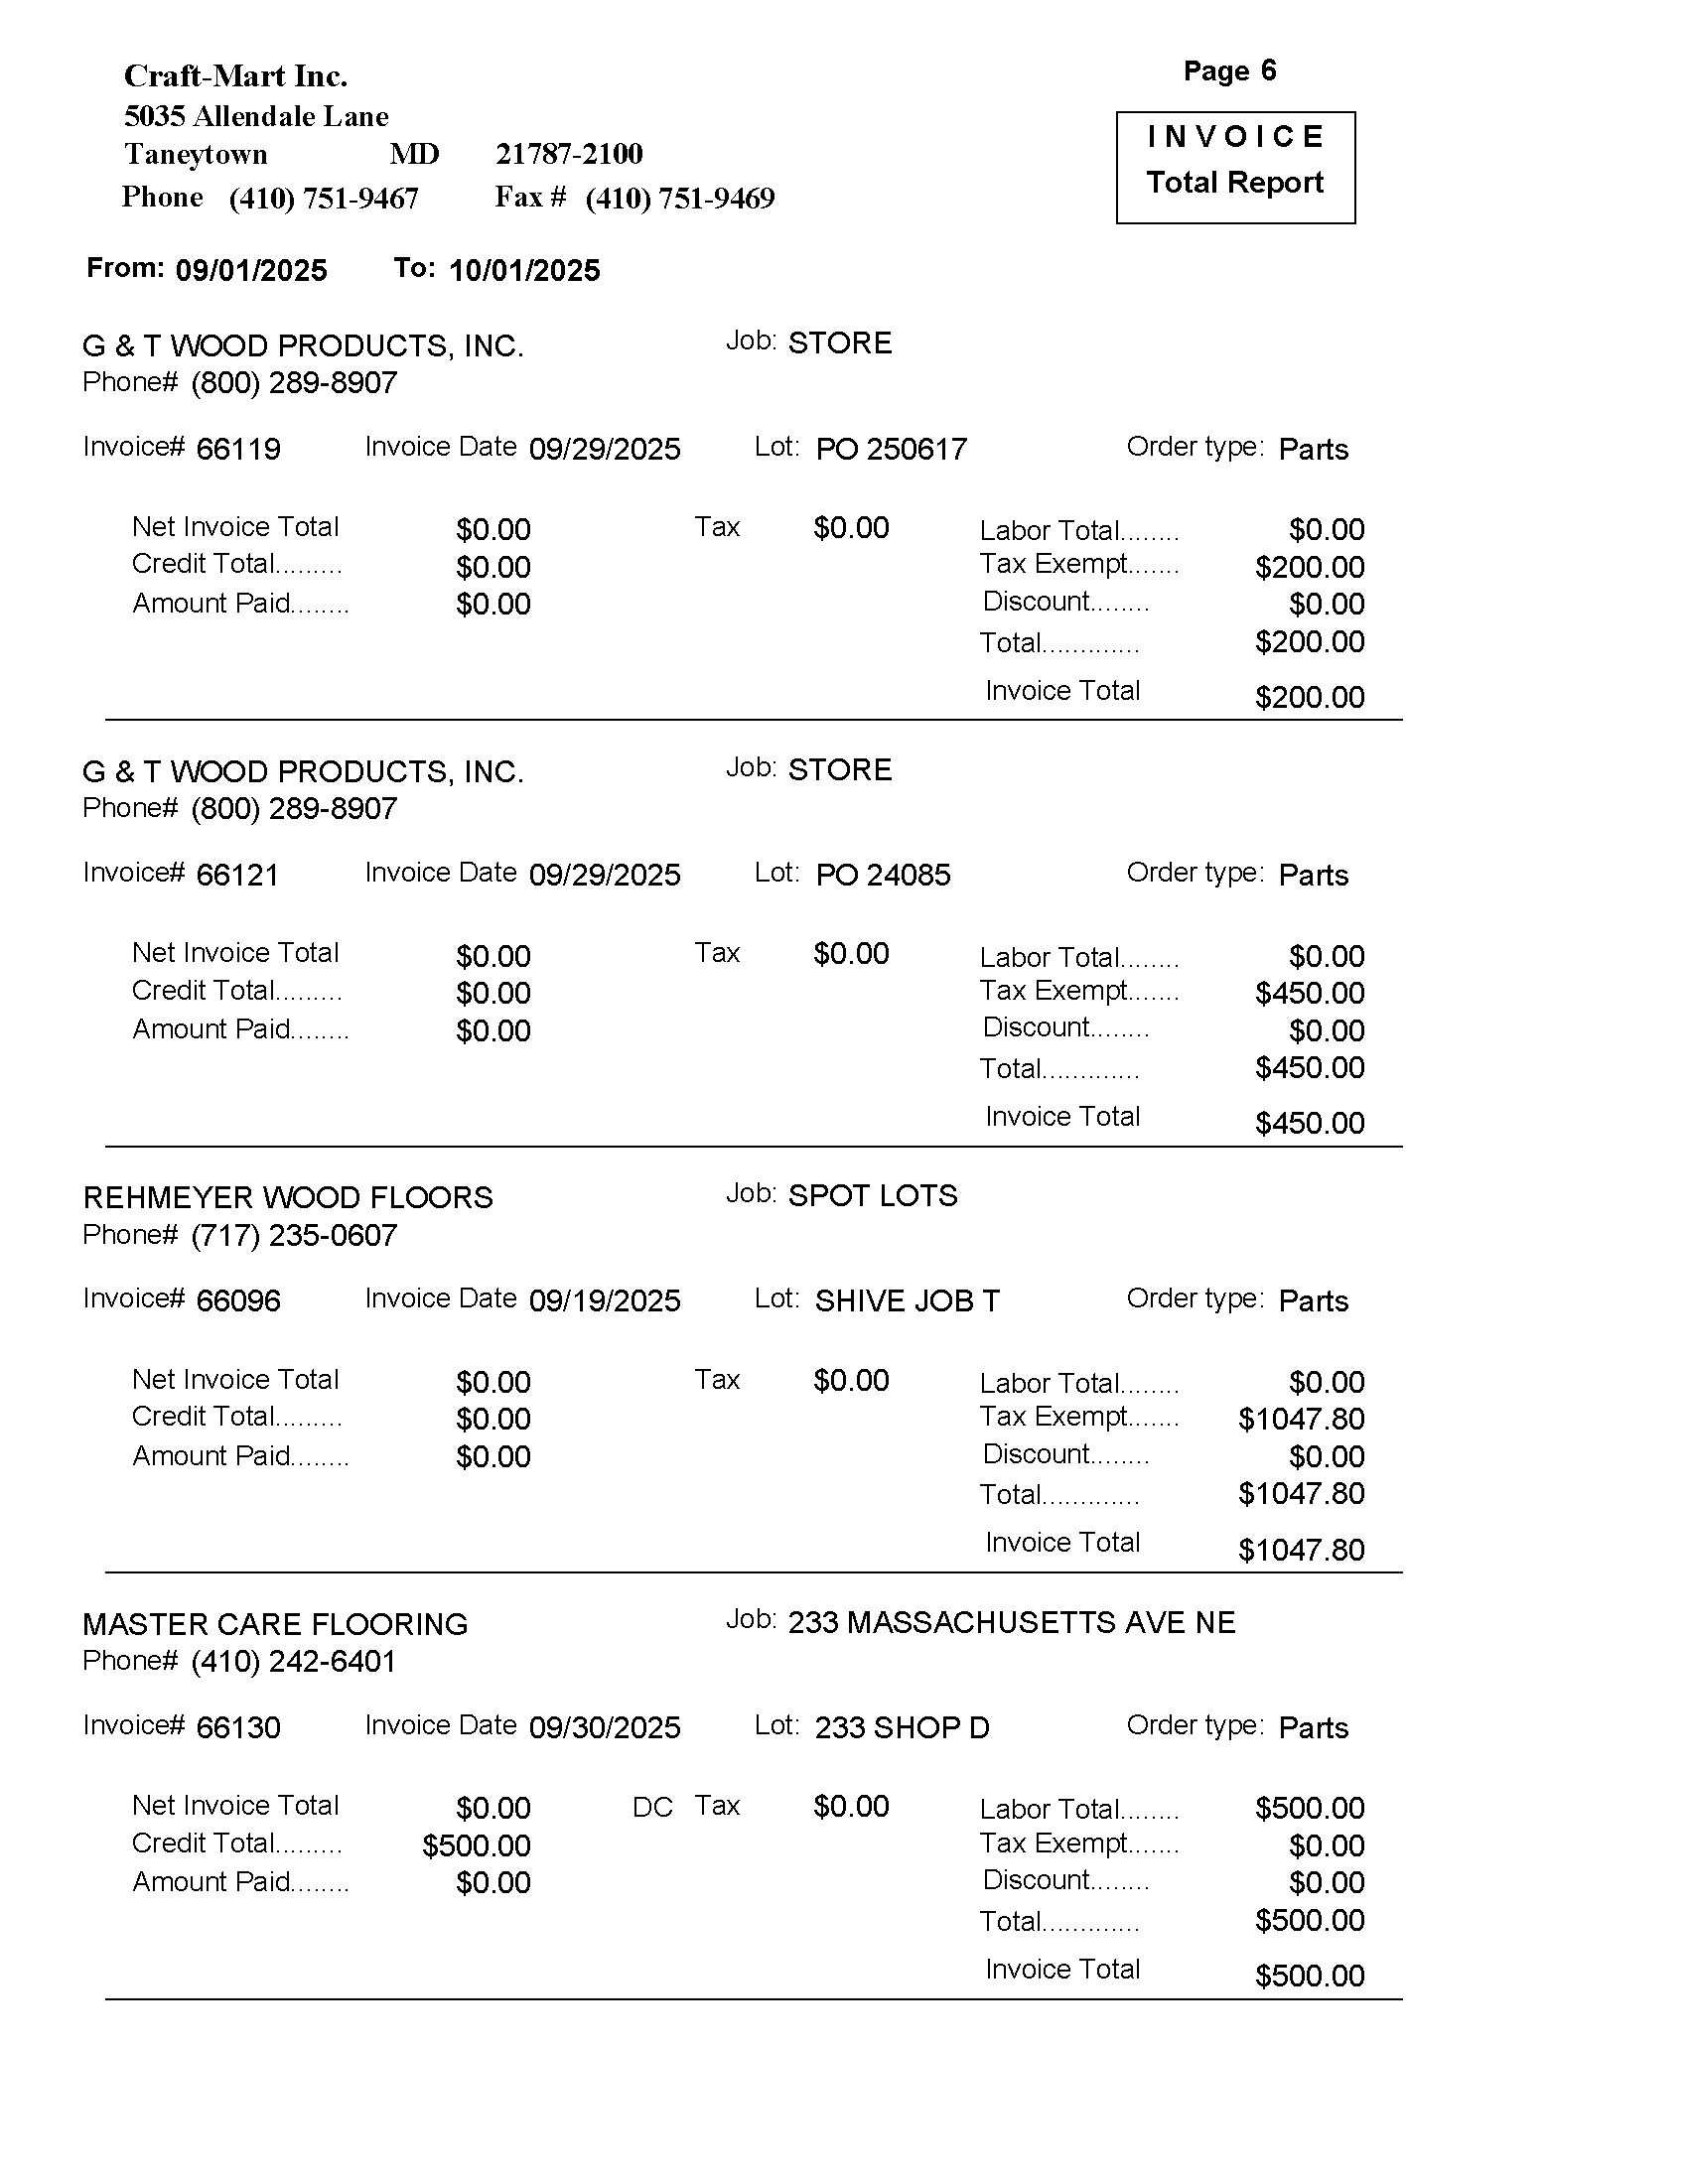 Craft-Mart Inc.
Page 6
5035 Allendale Lane
Taneytown MD 21787-2100
Phone (410) 751-9467 Fax # (410) 751-9469
I N V O I C E
Total Report
From: 09/01/2025 To: 10/01/2025
G & T WOOD PRODUCTS, INC. Job: STORE
Phone# (800) 289-8907
Invoice# 66119 Invoice Date 09/29/2025 Lot: PO 250617 Order type: Parts
Net Invoice Total $0.00 Tax $0.00 Labor Total........ $0.00
Credit Total......... $0.00 Tax Exempt....... $200.00
Amount Paid........ $0.00 Discount........ $0.00
Total............. $200.00
Invoice Total $200.00
G & T WOOD PRODUCTS, INC. Job: STORE
Phone# (800) 289-8907
Invoice# 66121 Invoice Date 09/29/2025 Lot: PO 24085 Order type: Parts
Net Invoice Total $0.00 Tax $0.00 Labor Total........ $0.00
Credit Total......... $0.00 Tax Exempt....... $450.00
Amount Paid........ $0.00 Discount........ $0.00
Total............. $450.00
Invoice Total $450.00
REHMEYER WOOD FLOORS Job: SPOT LOTS
Phone# (717) 235-0607
Invoice# 66096 Invoice Date 09/19/2025 Lot: SHIVE JOB T Order type: Parts
Net Invoice Total $0.00 Tax $0.00 Labor Total........ $0.00
Credit Total......... $0.00 Tax Exempt....... $1047.80
Amount Paid........ $0.00 Discount........ $0.00
Total............. $1047.80
Invoice Total $1047.80
MASTER CARE FLOORING Job: 233 MASSACHUSETTS AVE NE
Phone# (410) 242-6401
Invoice# 66130 Invoice Date 09/30/2025 Lot: 233 SHOP D Order type: Parts
Net Invoice Total $0.00 DC Tax $0.00 Labor Total........ $500.00
Credit Total......... $500.00 Tax Exempt....... $0.00
Amount Paid........ $0.00 Discount........ $0.00
Total............. $500.00
Invoice Total $500.00